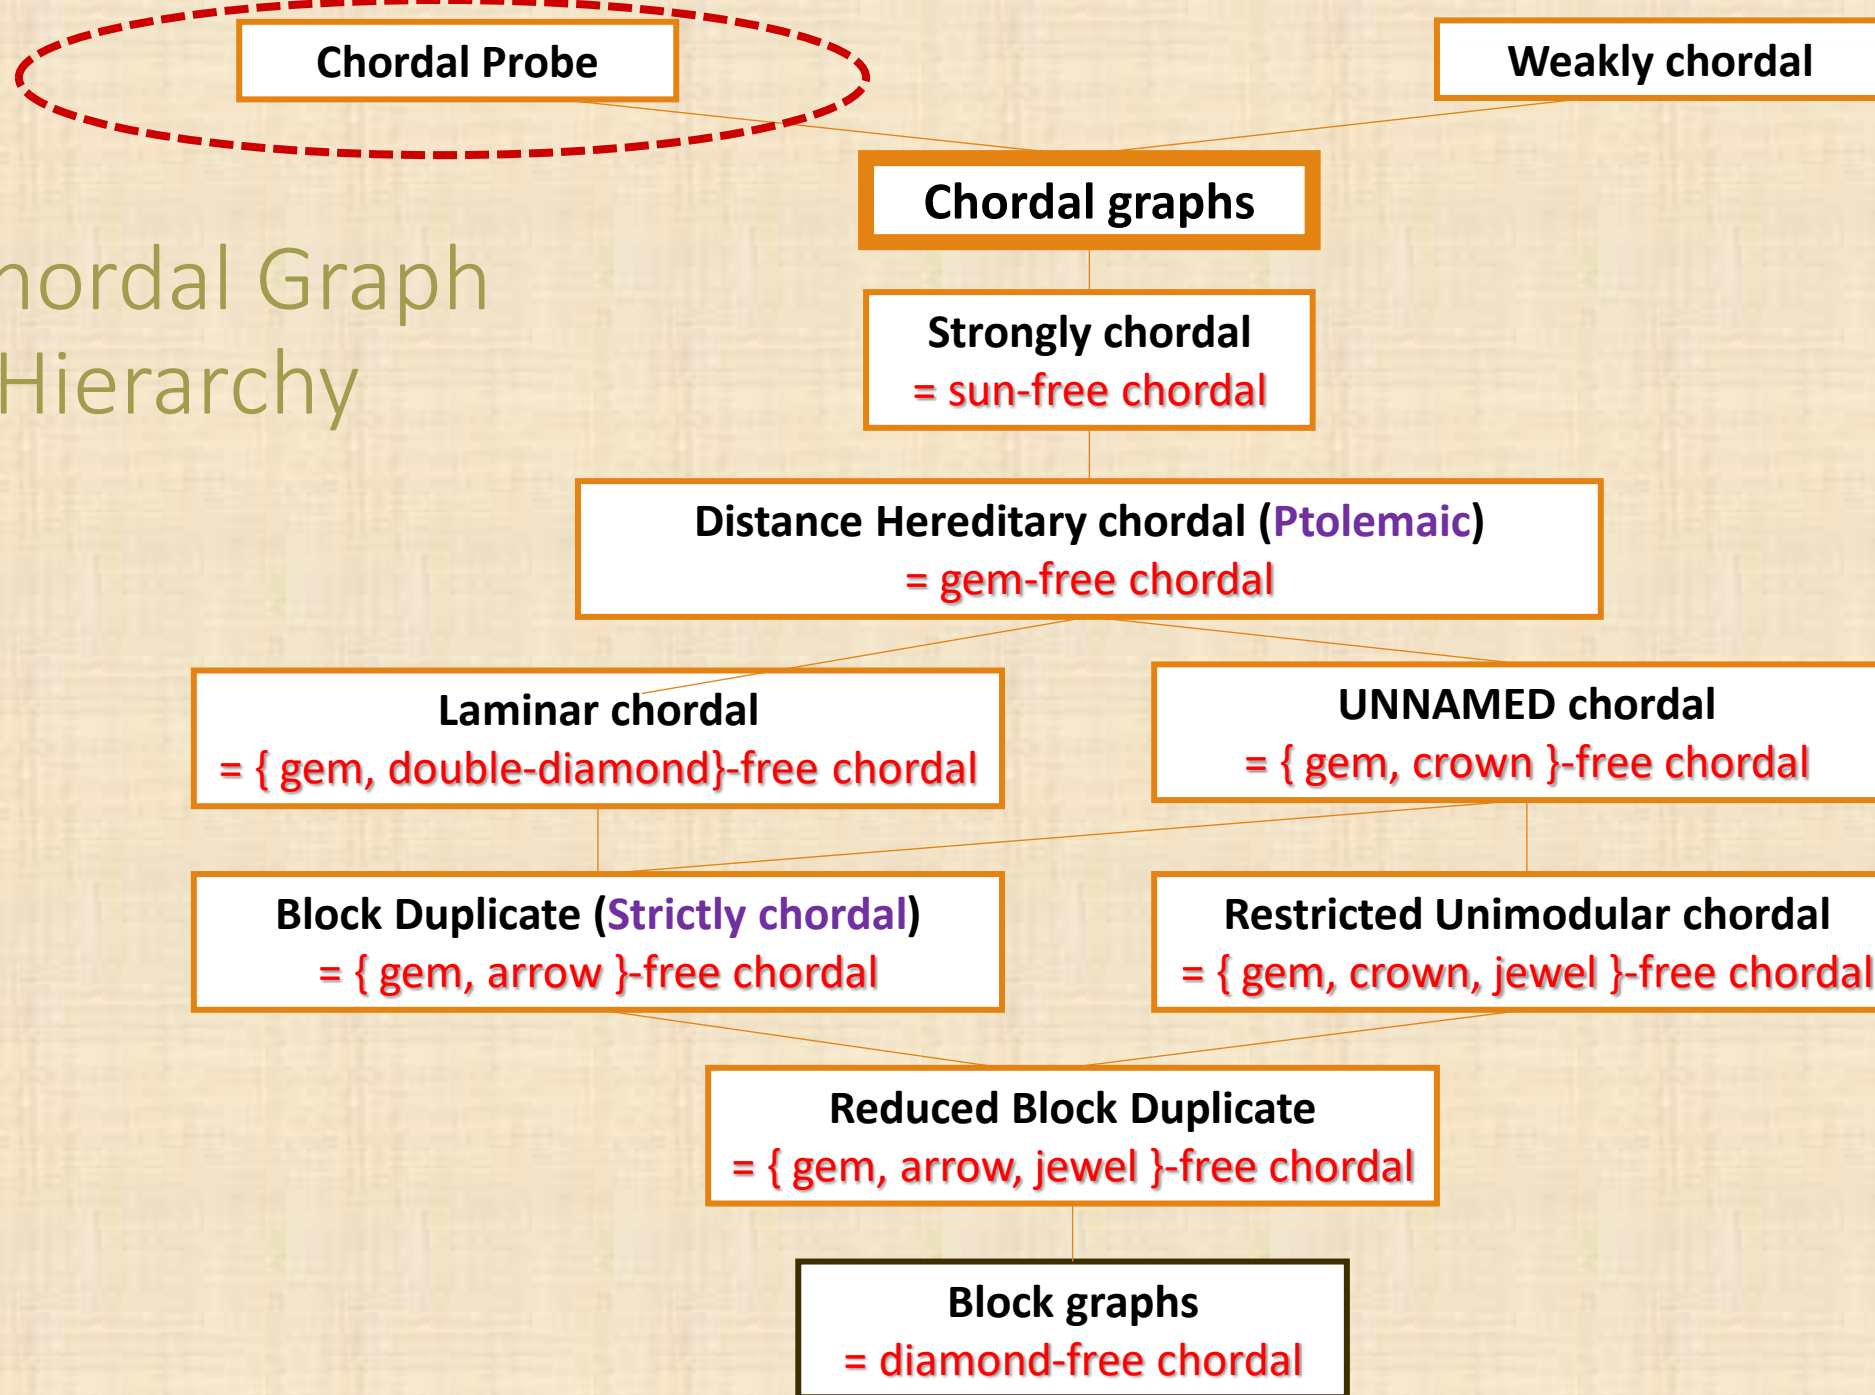 Chordal Probe
Weakly chordal
Chordal graphs
hordal Graph
Hierarchy
Strongly chordal
= sun-free chordal
Distance Hereditary chordal (Ptolemaic)
= gem-free chordal
Laminar chordal
= { gem, double-diamond}-free chordal
UNNAMED chordal
= { gem, crown }-free chordal
Block Duplicate (Strictly chordal)
= { gem, arrow }-free chordal
Restricted Unimodular chordal
= { gem, crown, jewel }-free chordal
Reduced Block Duplicate
= { gem, arrow, jewel }-free chordal
Block graphs
= diamond-free chordal